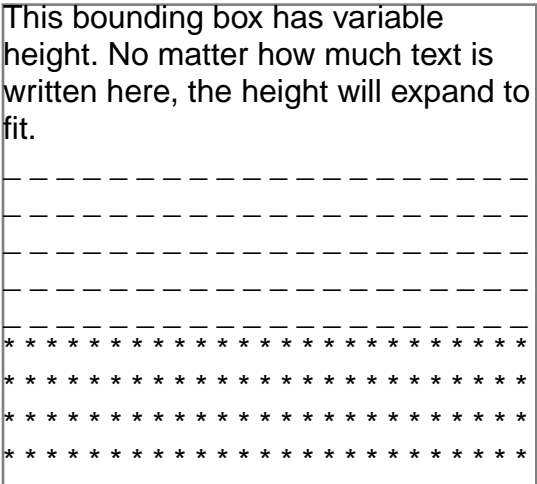 This bounding box has variable
height. No matter how much text is
written here, the height will expand to
fit.
_ _ _ _ _ _ _ _ _ _ _ _ _ _ _ _ _ _ _ _
_ _ _ _ _ _ _ _ _ _ _ _ _ _ _ _ _ _ _ _
_ _ _ _ _ _ _ _ _ _ _ _ _ _ _ _ _ _ _ _
_ _ _ _ _ _ _ _ _ _ _ _ _ _ _ _ _ _ _ _
_ _ _ _ _ _ _ _ _ _ _ _ _ _ _ _ _ _ _ _
* * * * * * * * * * * * * * * * * * * * * * * * *
* * * * * * * * * * * * * * * * * * * * * * * * *
* * * * * * * * * * * * * * * * * * * * * * * * *
* * * * * * * * * * * * * * * * * * * * * * * * *